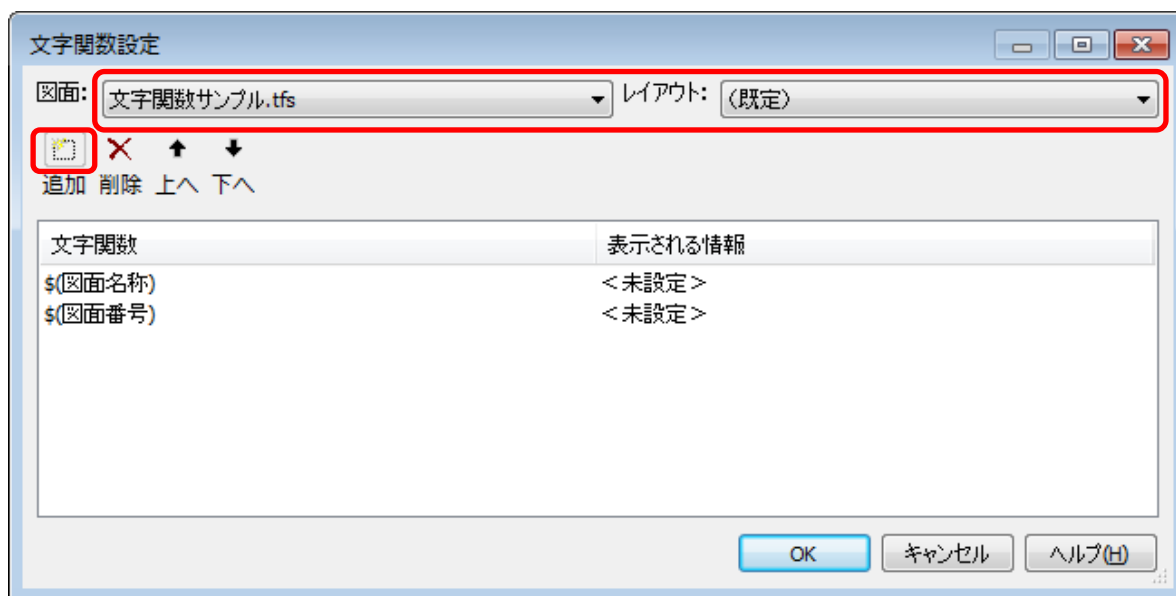 文字関数設定
図面: 文字関数サンプル.tfs レイアウト: (既定)
追加 削除 上へ 下へ
文字関数 表示される情報
$(図面名称) <未設定>
$(図面番号) <未設定>
OK キャンセル ヘルプ(H)